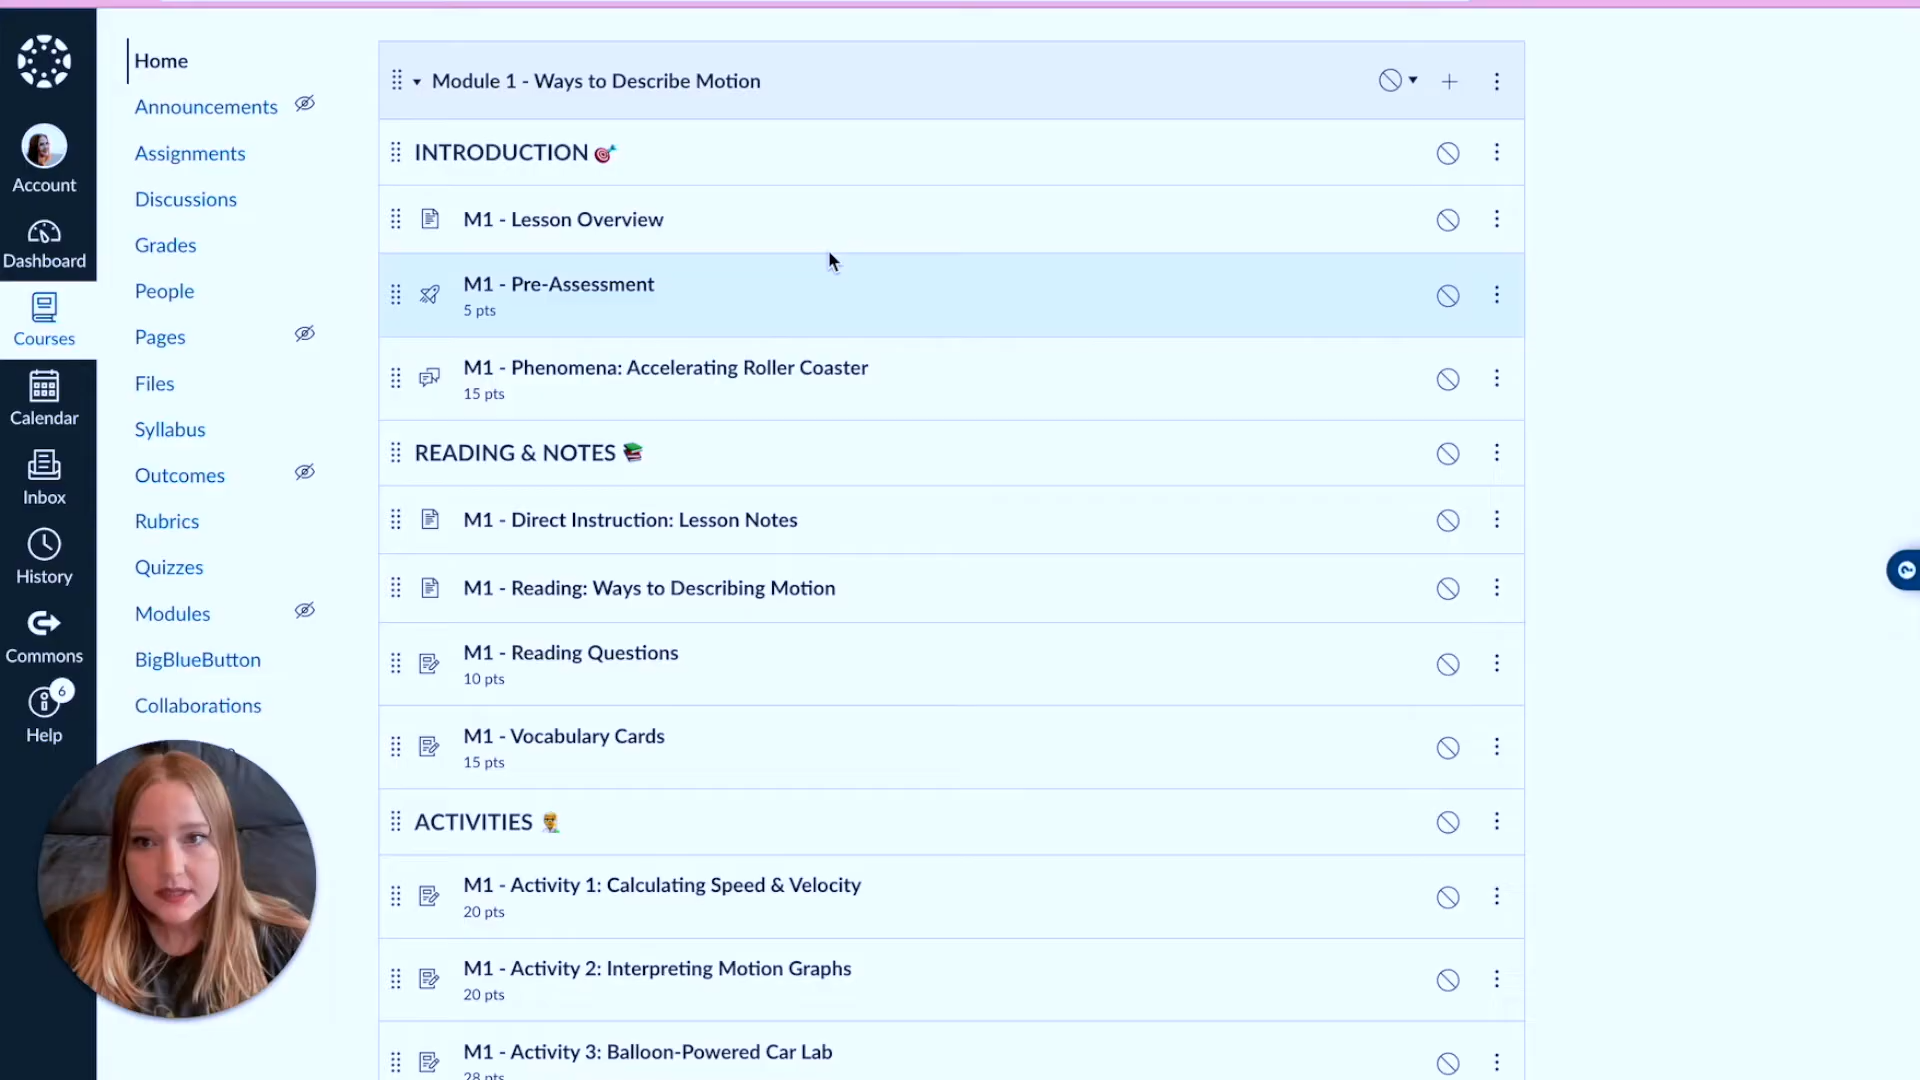 Account
Dashboard
Courses
Calendar
Inbox
History
Commons
6
Help
Home
Announcements
Assignments
Discussions
Grades
People
Pages
Files
Syllabus
Outcomes
Rubrics
Quizzes
Modules
BigBlueButton
Collaborations
Module 1 - Ways to Describe Motion
INTRODUCTION 🎯
M1 - Lesson Overview
M1 - Pre-Assessment
5 pts
M1 - Phenomena: Accelerating Roller Coaster
15 pts
READING & NOTES 📚
M1 - Direct Instruction: Lesson Notes
M1 - Reading: Ways to Describing Motion
M1 - Reading Questions
10 pts
M1 - Vocabulary Cards
15 pts
ACTIVITIES 👨‍🔬
M1 - Activity 1: Calculating Speed & Velocity
20 pts
M1 - Activity 2: Interpreting Motion Graphs
20 pts
M1 - Activity 3: Balloon-Powered Car Lab
28 pts